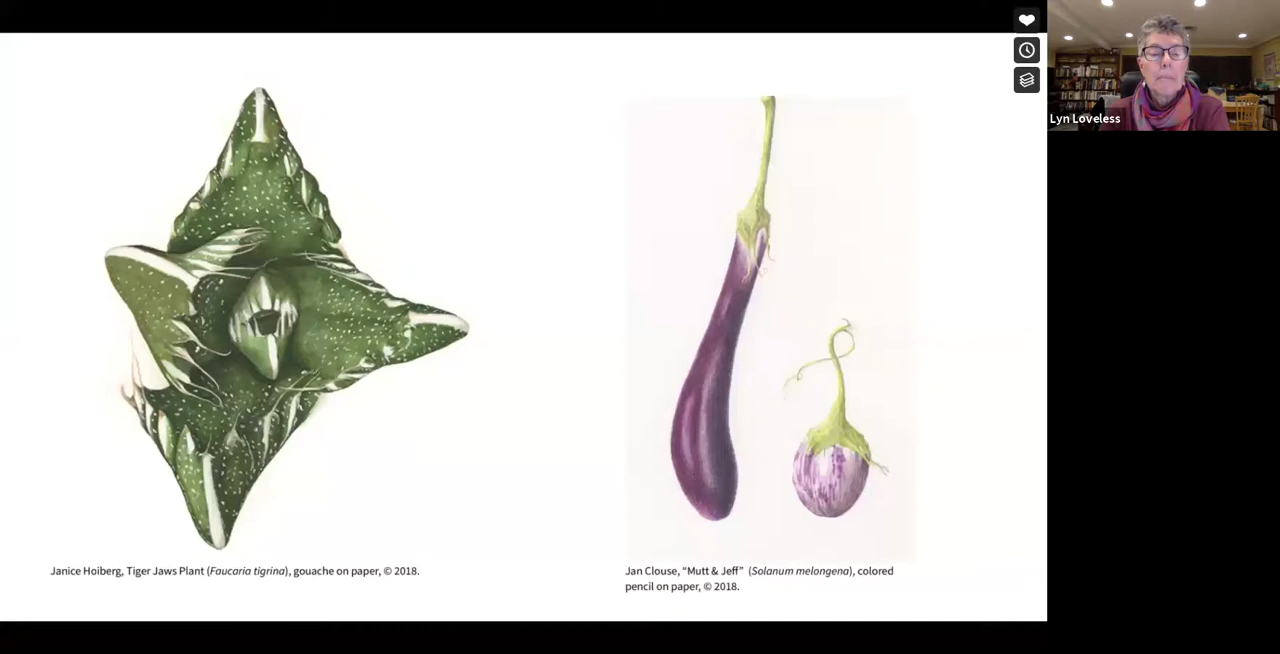 Lyn Loveless
Janice Hoiberg, Tiger Jaws Plant (Faucaria tigrina), gouache on paper, © 2018.
Jan Clouse, “Mutt & Jeff”  (Solanum melongena), colored
pencil on paper, © 2018.